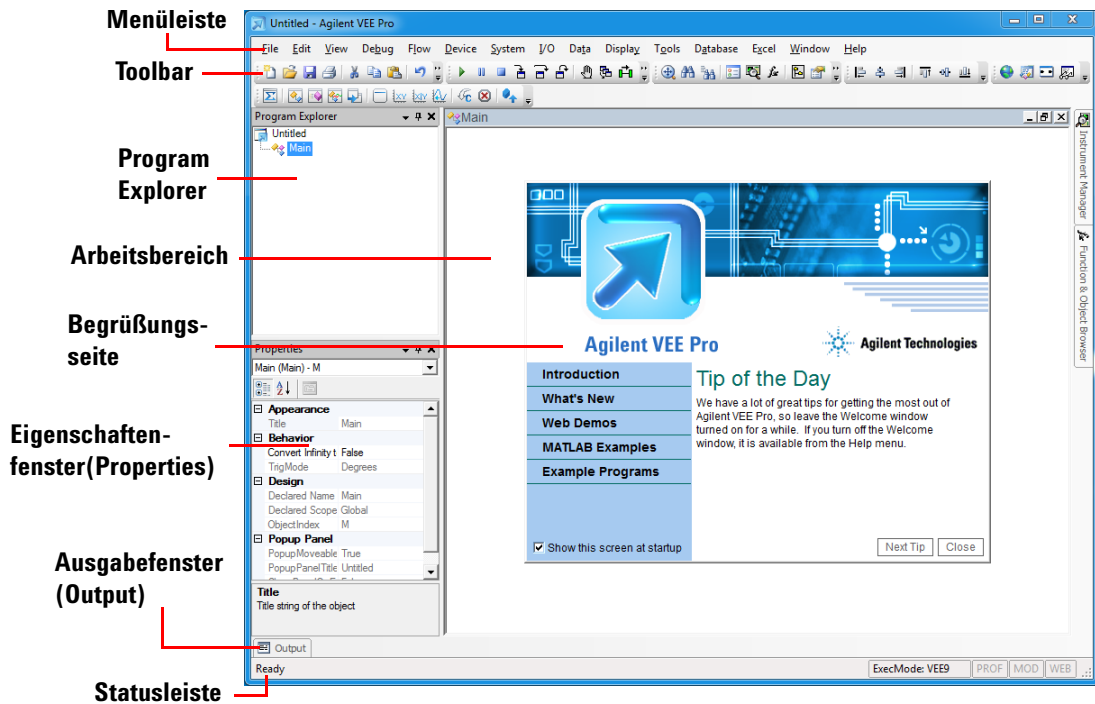 Menüleiste
Toolbar
Program
Explorer
Arbeitsbereich
Begrüßungs-
seite
Eigenschaften-
fenster(Properties)
Ausgabefenster
(Output)
Statusleiste
Untitled - Agilent VEE Pro
File Edit View Debug Flow Device System I/O Data Display Tools Database Excel Window Help
Program Explorer
Untitled
Main
Main
Agilent VEE Pro
Agilent Technologies
Introduction
What's New
Web Demos
MATLAB Examples
Example Programs
Show this screen at startup
Tip of the Day
We have a lot of great tips for getting the most out of
Agilent VEE Pro, so leave the Welcome window
turned on for a while. If you turn off the Welcome
window, it is available from the Help menu.
Next Tip Close
Instrument Manager
Function & Object Browser
Properties
Main (Main) - M
Appearance
Title Main
Behavior
Convert Infinity t False
TrigMode Degrees
Design
Declared Name Main
Declared Scope Global
ObjectIndex M
Popup Panel
PopupMoveable True
PopupPanelTitle Untitled
Title
Title string of the object
Output
Ready
ExecMode: VEE9 PROF MOD WEB